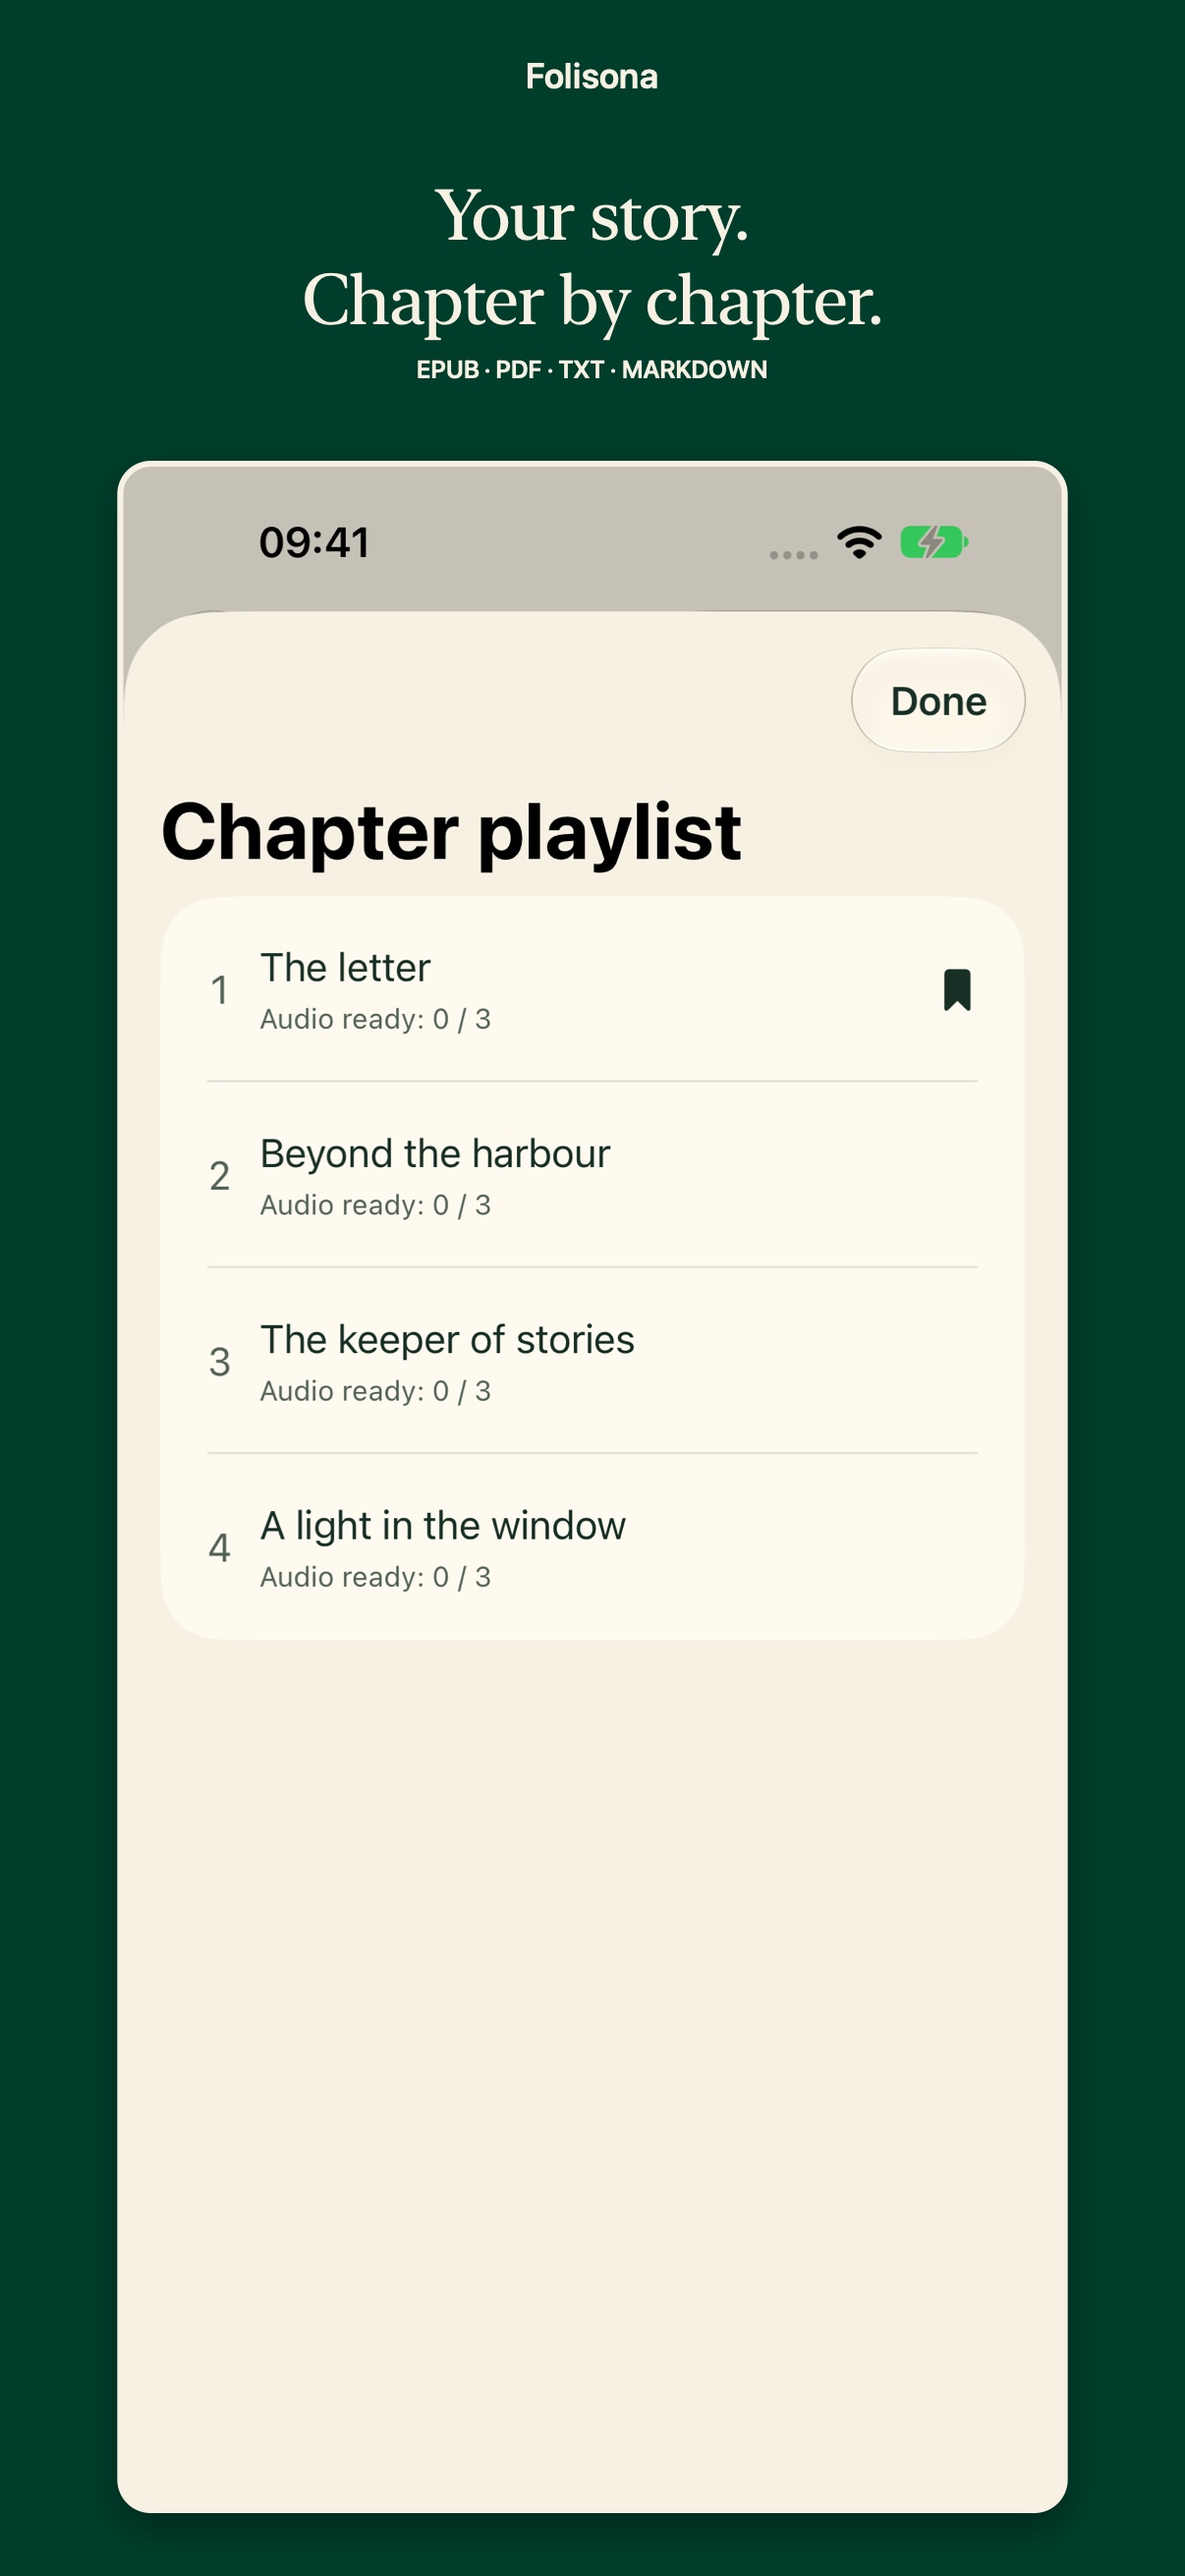 Folisona
Your story.
Chapter by chapter.
EPUB · PDF · TXT · MARKDOWN
09:41
Done
Chapter playlist
1
The letter
Audio ready: 0 / 3
2
Beyond the harbour
Audio ready: 0 / 3
3
The keeper of stories
Audio ready: 0 / 3
4
A light in the window
Audio ready: 0 / 3